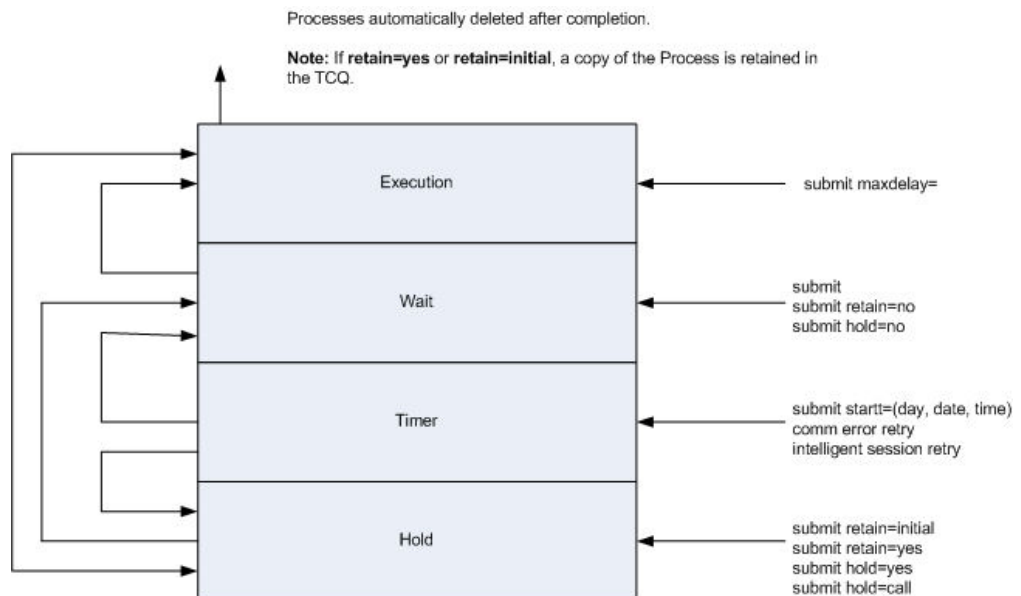 Processes automatically deleted after completion.
Note: If retain=yes or retain=initial, a copy of the Process is retained in
the TCQ.
Execution
submit maxdelay=
Wait
submit
submit retain=no
submit hold=no
Timer
submit startt=(day, date, time)
comm error retry
intelligent session retry
Hold
submit retain=initial
submit retain=yes
submit hold=yes
submit hold=call